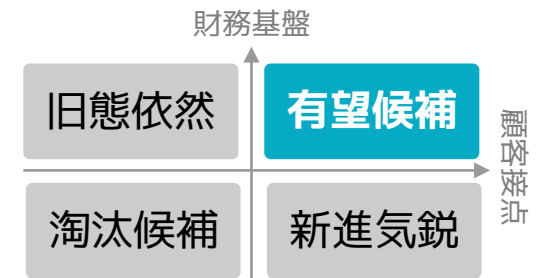 財務基盤
旧態依然
有望候補
顧客接点
淘汰候補
新進気鋭